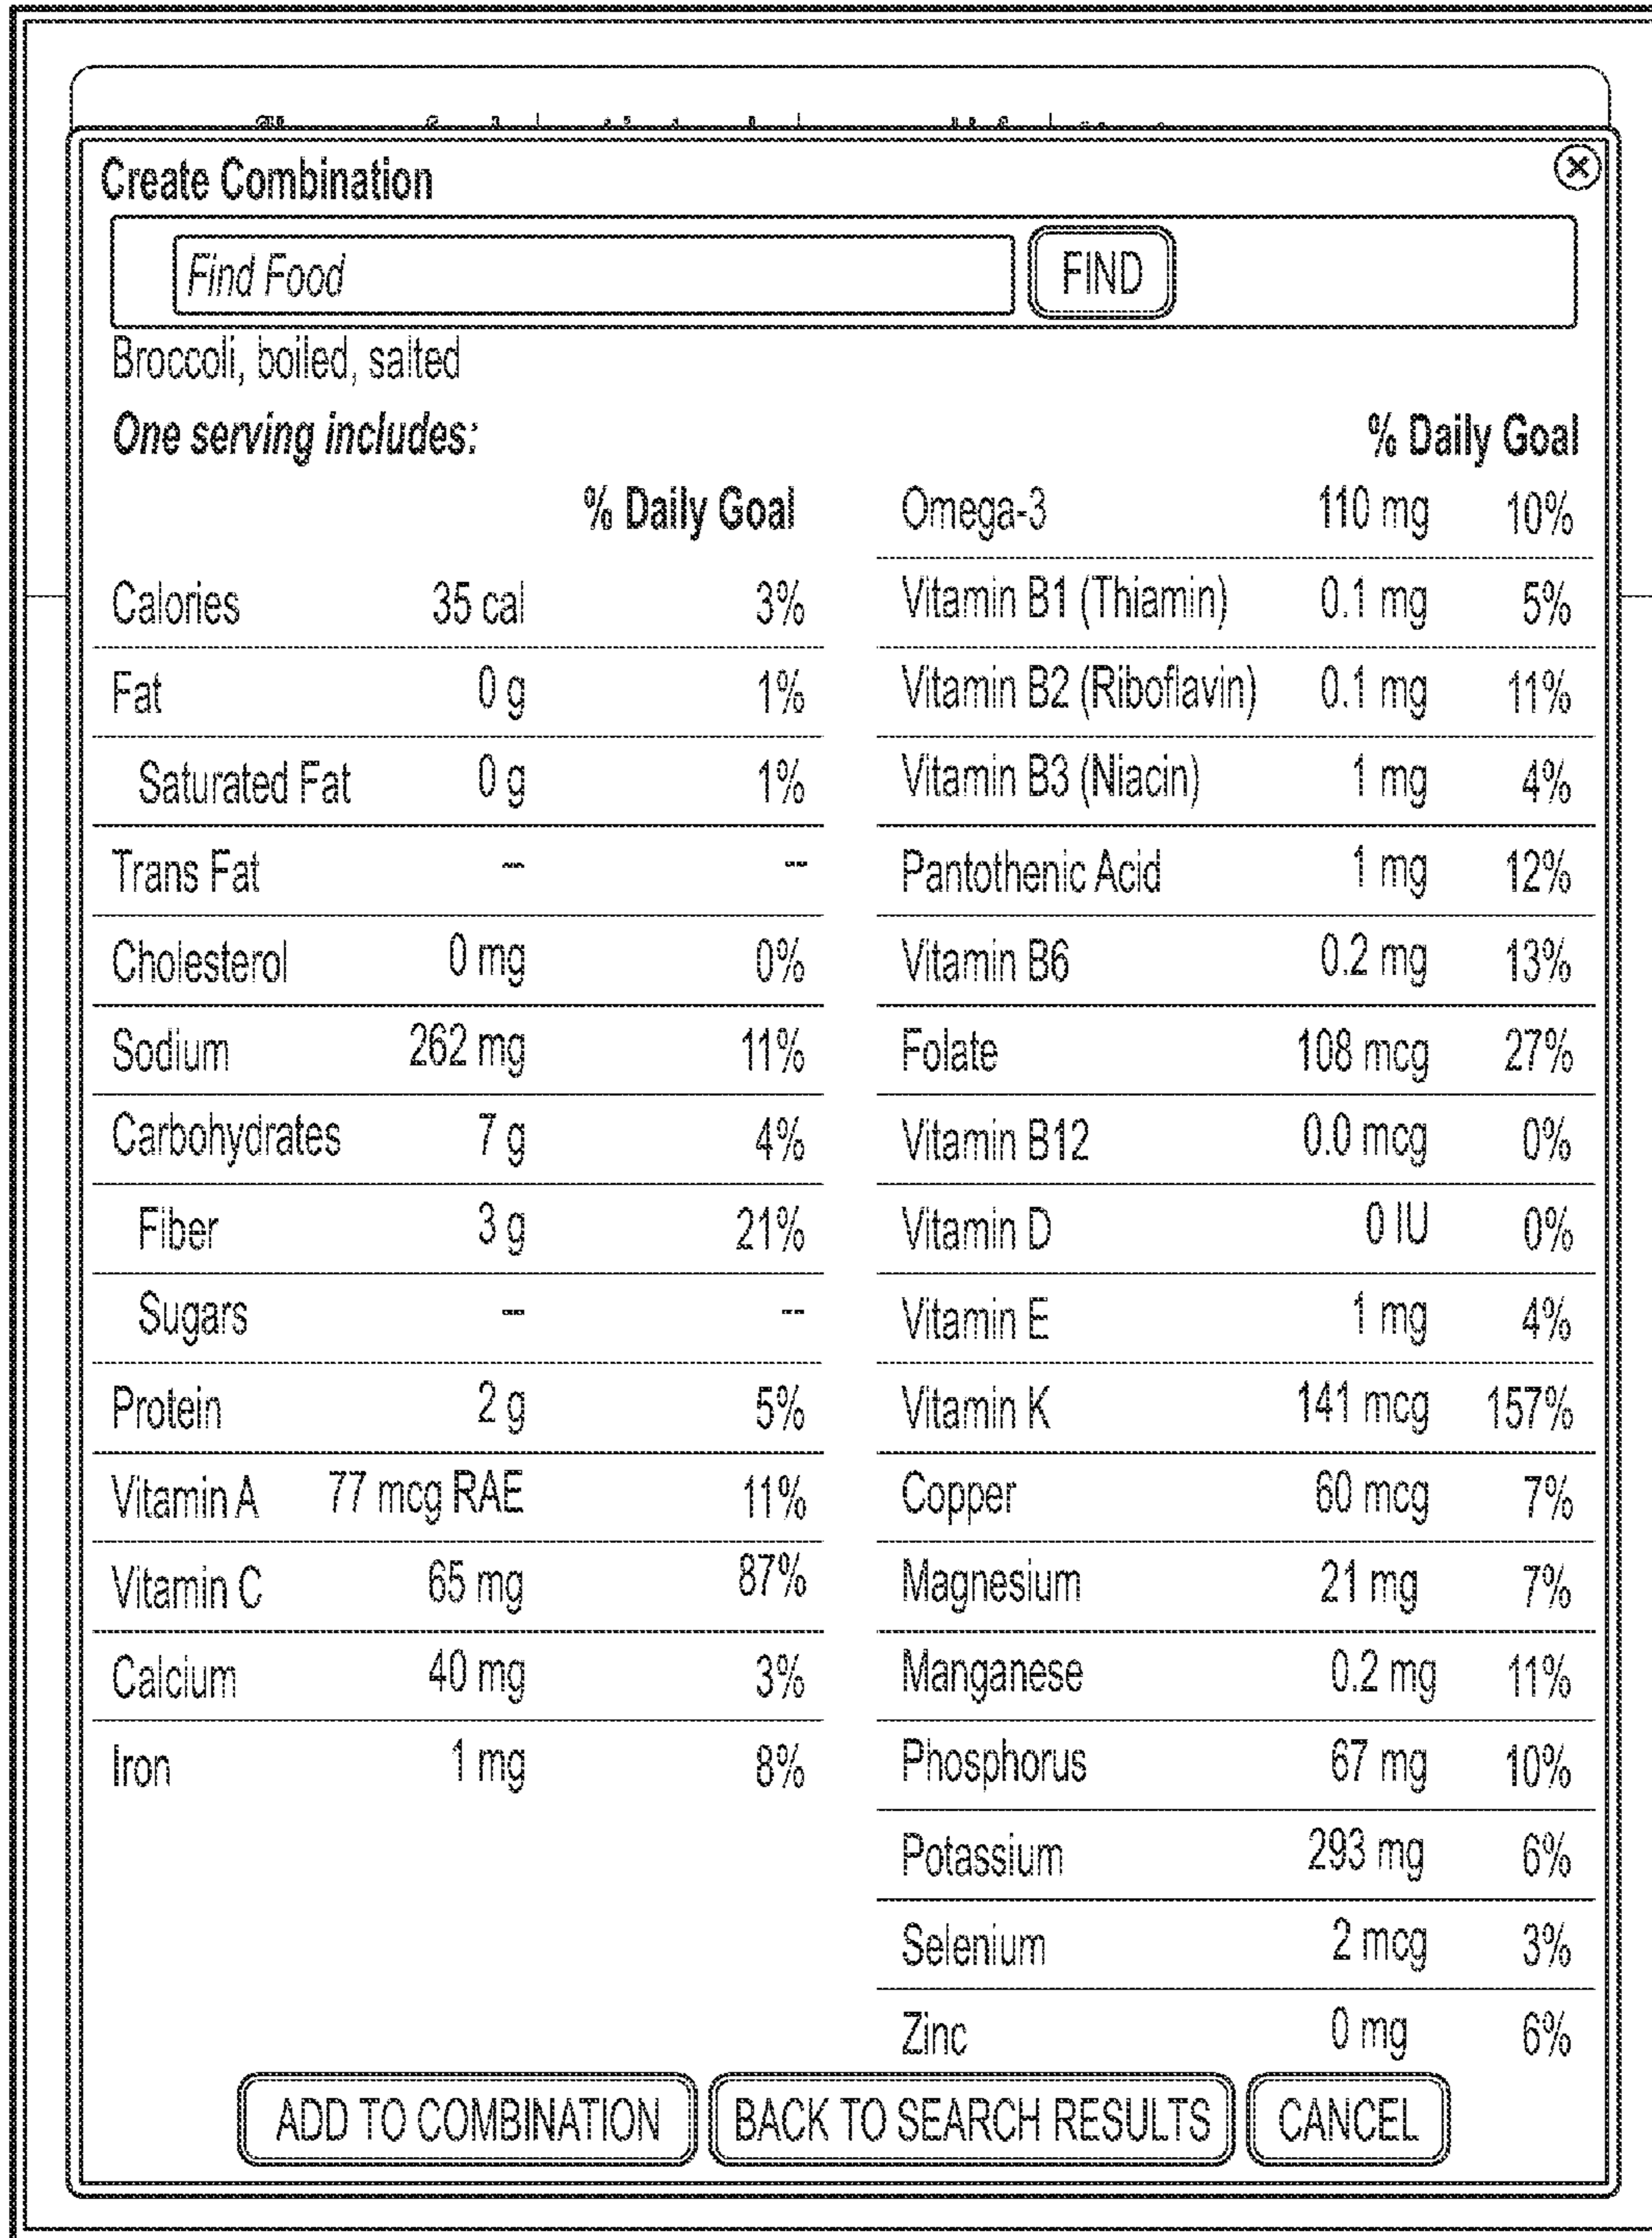 Create Combination
Find Food
FIND
Broccoli, boiled, salted
One serving includes:
% Daily Goal
Calories 35 cal 3%
Fat 0 g 1%
Saturated Fat 0 g 1%
Trans Fat -- --
Cholesterol 0 mg 0%
Sodium 262 mg 11%
Carbohydrates 7 g 4%
Fiber 3 g 21%
Sugars -- --
Protein 2 g 5%
Vitamin A 77 mcg RAE 11%
Vitamin C 65 mg 87%
Calcium 40 mg 3%
Iron 1 mg 8%
% Daily Goal
Omega-3 110 mg 10%
Vitamin B1 (Thiamin) 0.1 mg 5%
Vitamin B2 (Riboflavin) 0.1 mg 11%
Vitamin B3 (Niacin) 1 mg 4%
Pantothenic Acid 1 mg 12%
Vitamin B6 0.2 mg 13%
Folate 108 mcg 27%
Vitamin B12 0.0 mcg 0%
Vitamin D 0 IU 0%
Vitamin E 1 mg 4%
Vitamin K 141 mcg 157%
Copper 60 mcg 7%
Magnesium 21 mg 7%
Manganese 0.2 mg 11%
Phosphorus 67 mg 10%
Potassium 293 mg 6%
Selenium 2 mcg 3%
Zinc 0 mg 6%
ADD TO COMBINATION
BACK TO SEARCH RESULTS
CANCEL